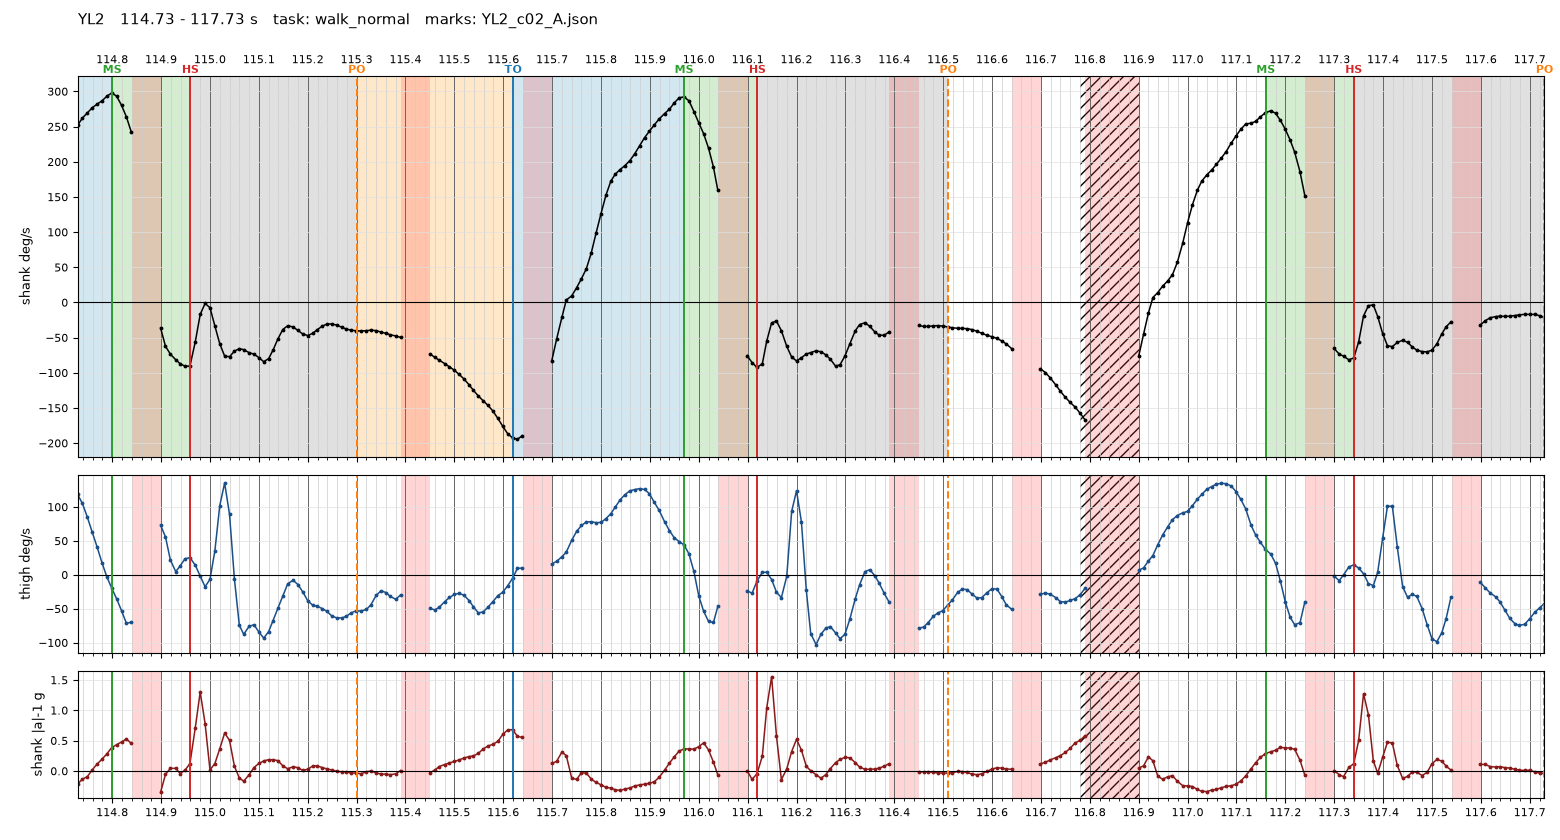 YL2   114.73 - 117.73 s   task: walk_normal   marks: YL2_c02_A.json
114.8 114.9 115.0 115.1 115.2 115.3 115.4 115.5 115.6 115.7 115.8 115.9 116.0 116.1 116.2 116.3 116.4 116.5 116.6 116.7 116.8 116.9 117.0 117.1 117.2 117.3 117.4 117.5 117.6 117.7
MS HS PO TO MS HS PO MS HS PO
shank deg/s
300
250
200
150
100
50
0
−50
−100
−150
−200
thigh deg/s
100
50
0
−50
−100
shank |a|-1 g
1.5
1.0
0.5
0.0
114.8 114.9 115.0 115.1 115.2 115.3 115.4 115.5 115.6 115.7 115.8 115.9 116.0 116.1 116.2 116.3 116.4 116.5 116.6 116.7 116.8 116.9 117.0 117.1 117.2 117.3 117.4 117.5 117.6 117.7